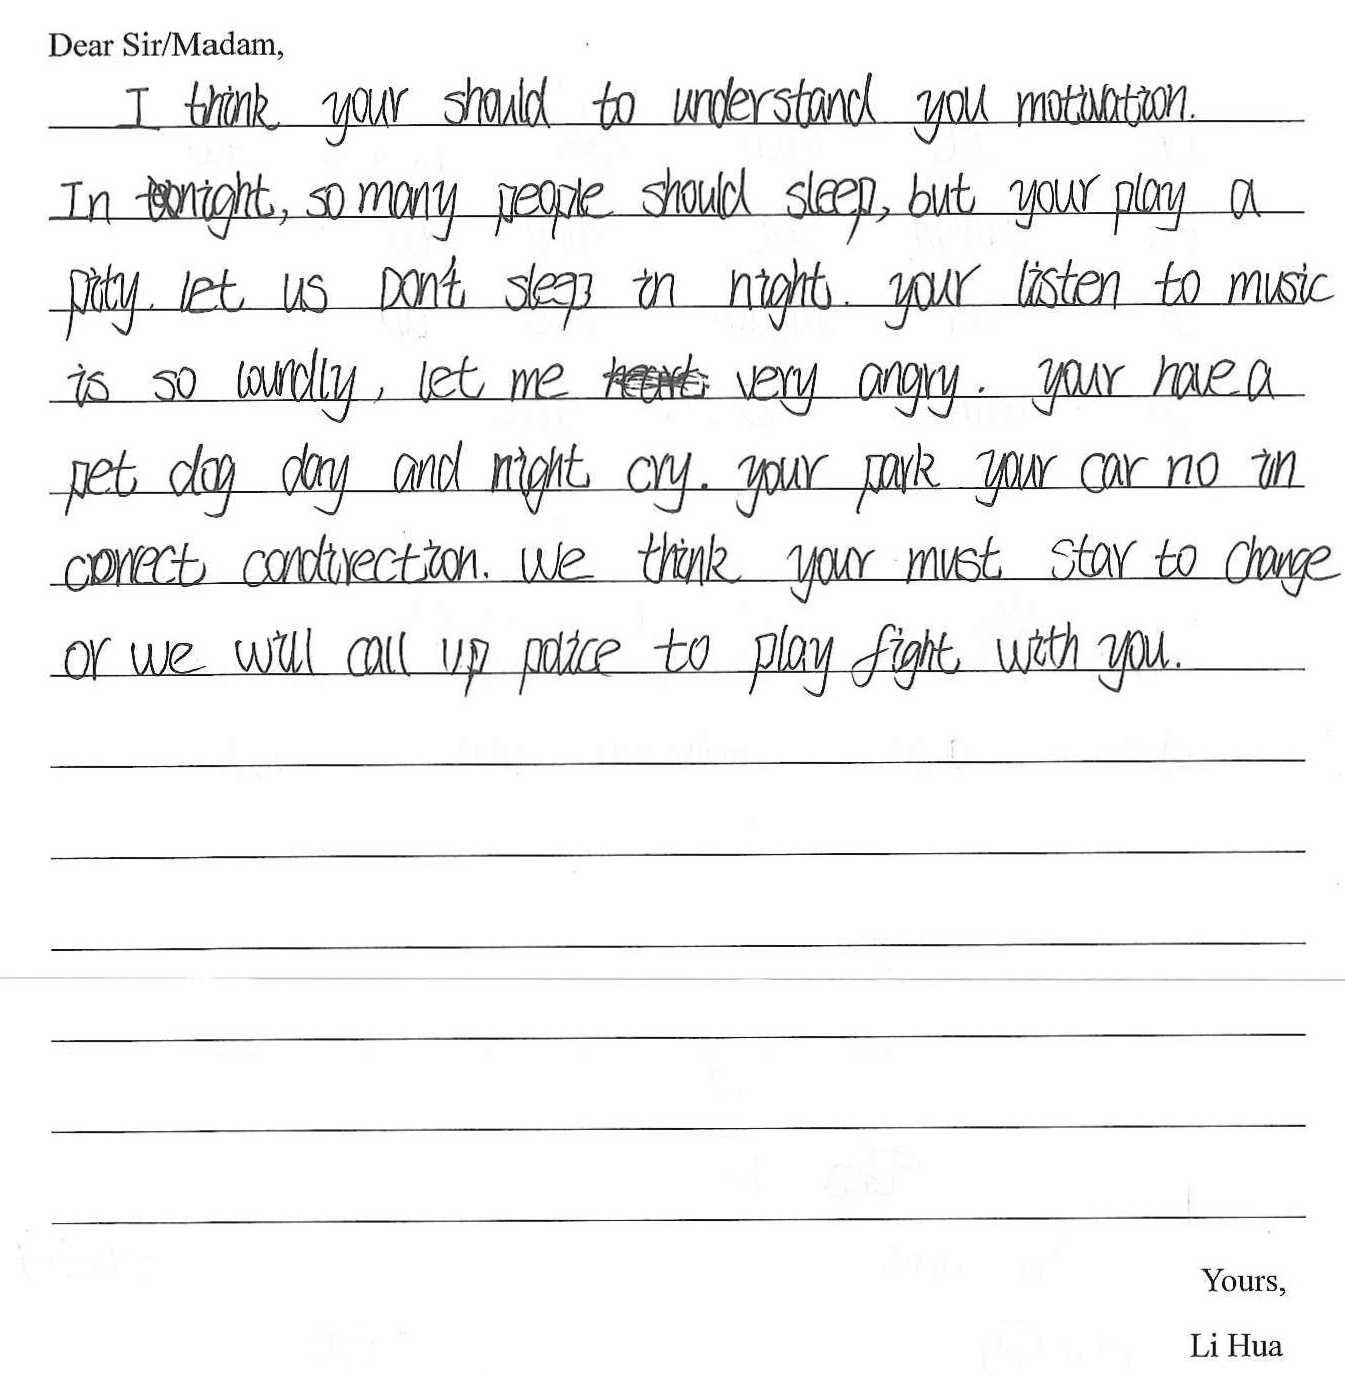 Dear Sir/Madam,
I think your should to understand you motivation.
In night, so many people should sleep, but your play a
pity. let us Don't sleep in night. your listen to music
is so loundly, let me very angry. your have a
pet dog day and night cry. your park your car no in
correct condirection. We think your must star to change
or we will call up police to play fight with you.
Yours,
Li Hua